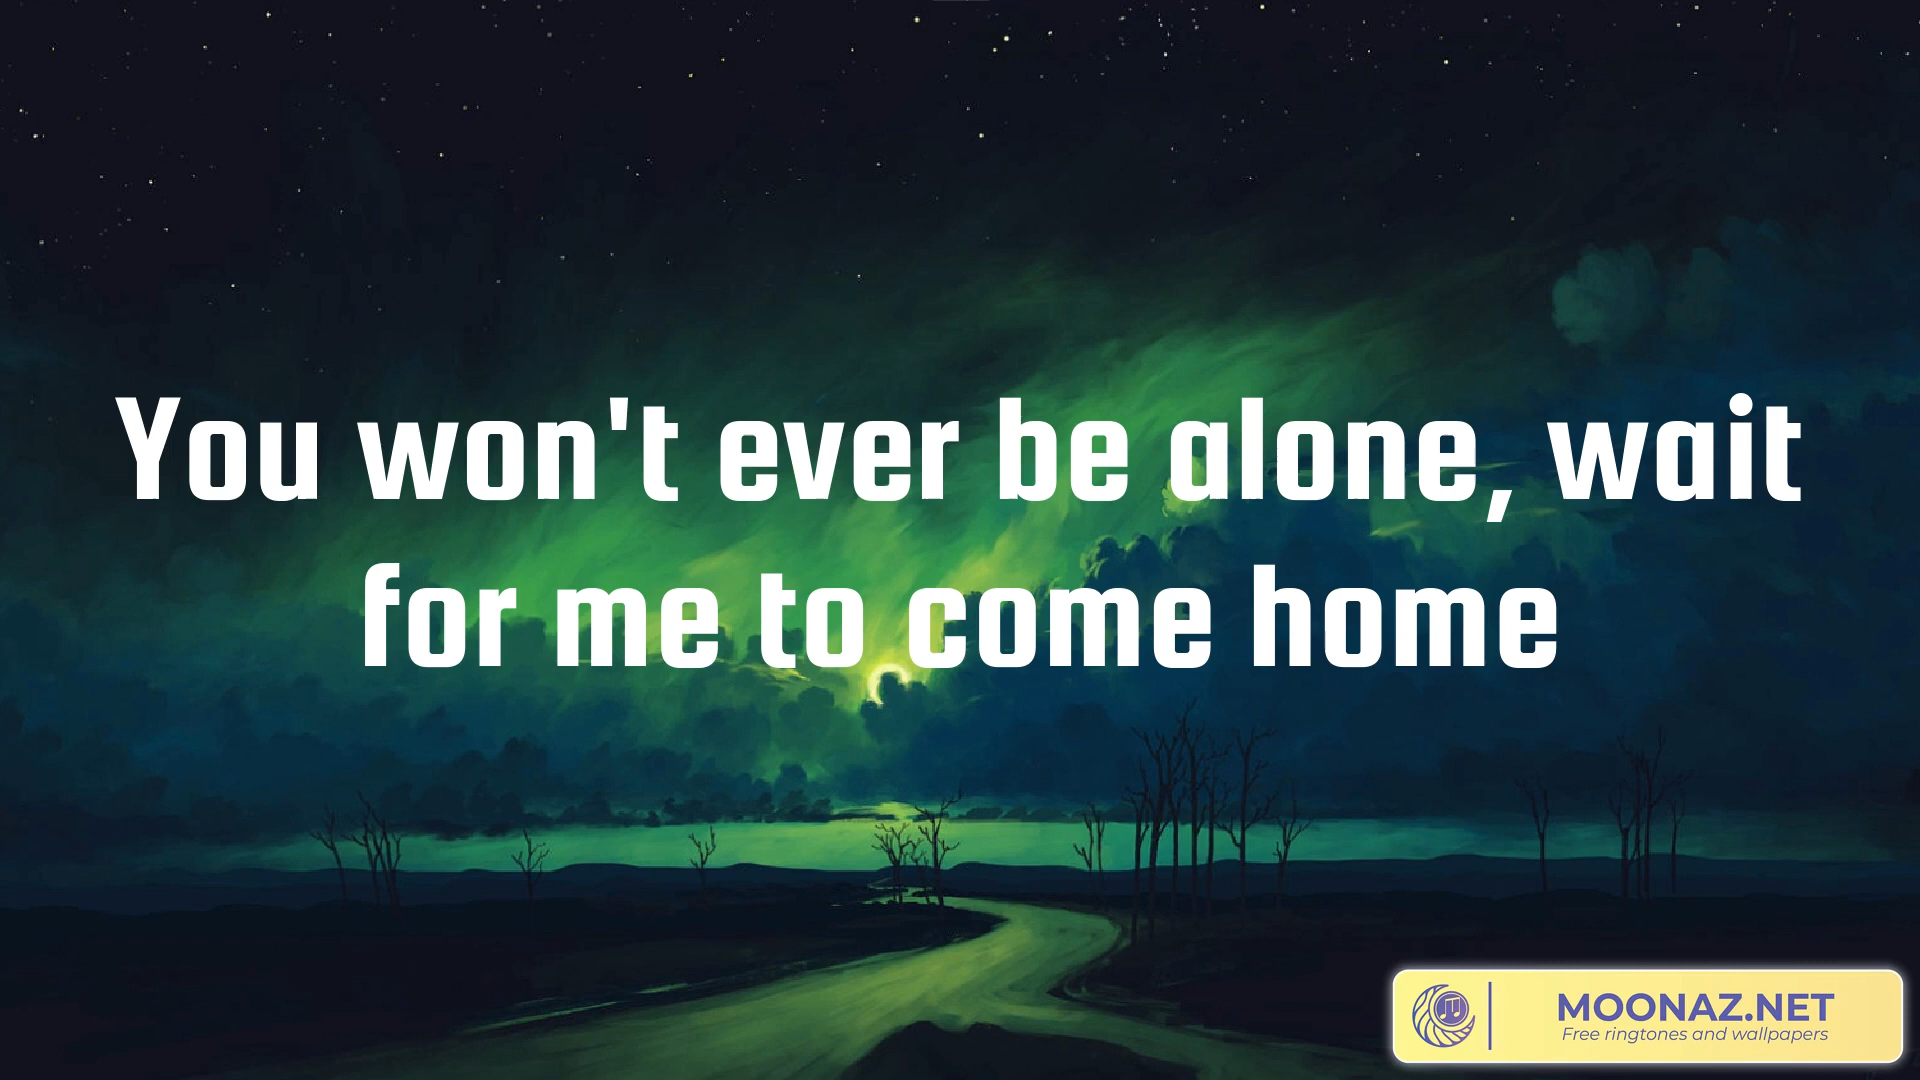 You won't ever be alone, wait
for me to come home
MOONAZ.NET
Free ringtones and wallpapers